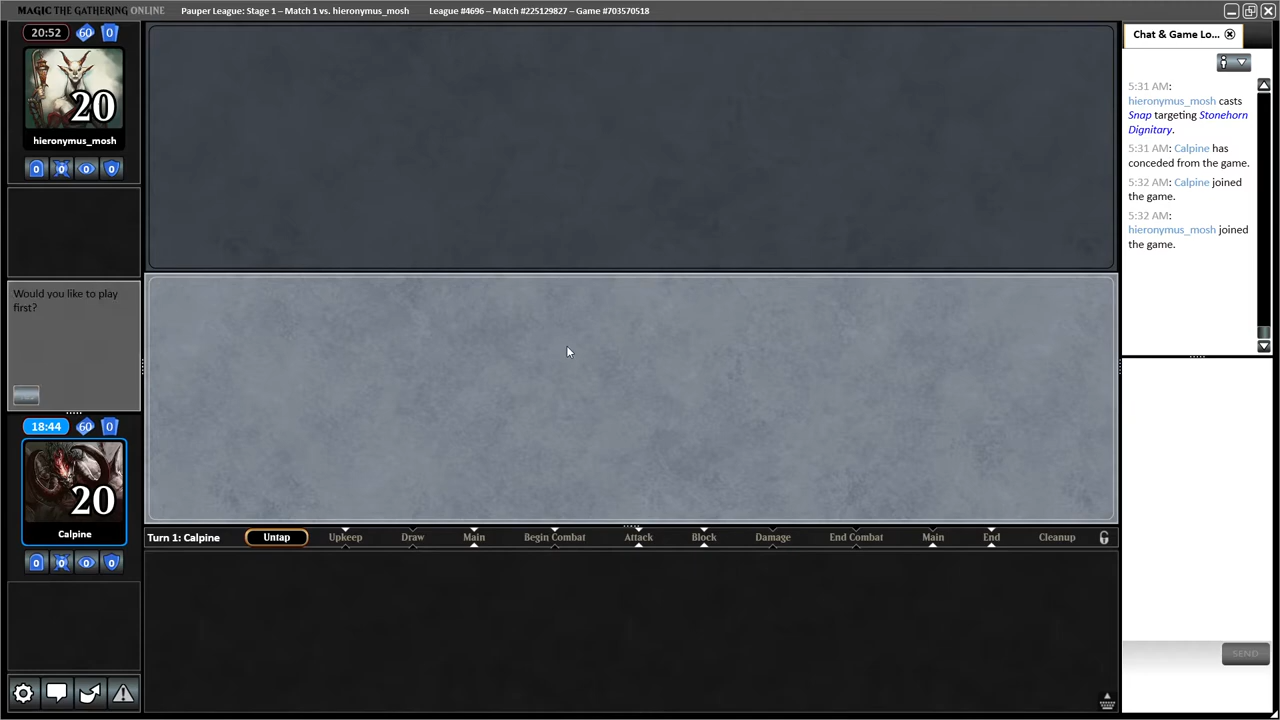 MAGIC THE GATHERING ONLINE
Pauper League: Stage 1 – Match 1 vs. hieronymus_mosh
League #4696 – Match #225129827 – Game #703570518
20:52
60
0
20
hieronymus_mosh
0
0
0
0
Would you like to play
first?
18:44
60
0
20
Calpine
0
0
0
0
Turn 1: Calpine
Untap
Upkeep
Draw
Main
Begin Combat
Attack
Block
Damage
End Combat
Main
End
Cleanup
Chat & Game Lo...
5:31 AM:
hieronymus_mosh casts
Snap targeting Stonehorn
Dignitary.
5:31 AM: Calpine has
conceded from the game.
5:32 AM: Calpine joined
the game.
5:32 AM:
hieronymus_mosh joined
the game.
SEND